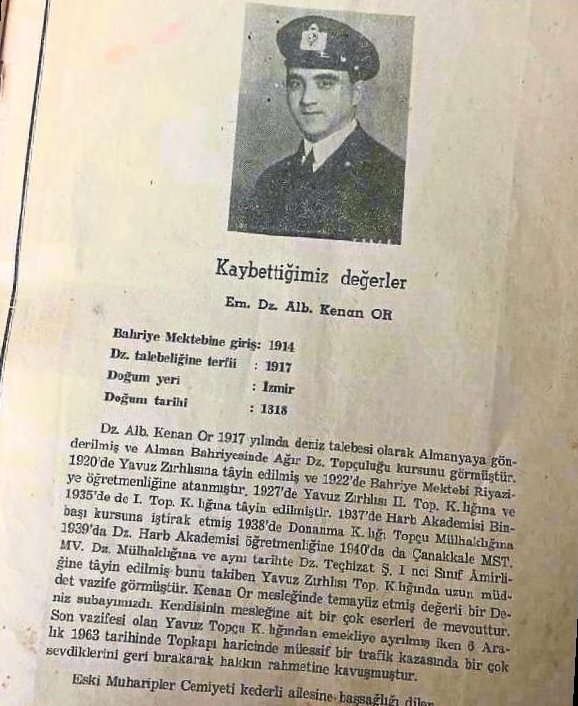 Kaybettiğimiz değerler
Em. Dz. Alb. Kenan OR
Bahriye Mektebine giriş: 1914
Dz. talebeliğine terfii : 1917
Doğum yeri : İzmir
Doğum tarihi : 1318
Dz. Alb. Kenan Or 1917 yılında deniz talebesi olarak Almanyaya gön-
derilmiş ve Alman Bahriyesinde Ağır Dz. Topçuluğu kursunu görmüştür.
1920'de Yavuz Zırhlısına tâyin edilmiş ve 1922'de Bahriye Mektebi Riyazi-
ye öğretmenliğine atanmıştır. 1927'de Yavuz Zırhlısı II. Top. K. lığına ve
1935'de de I. Top. K. lığına tâyin edilmiştir. 1937'de Harb Akademisi Bin-
başı kursuna iştirak etmiş 1938'de Donanma K. lığı Topçu Mülhaklığına
1939'da Dz. Harb Akademisi öğretmenliğine 1940'da da Çanakkale MST.
MV. Dz. Mülhaklığına ve aynı tarihte Dz. Teçhizat Ş. I nci Sınıf Âmirli-
ğine tâyin edilmiş bunu takiben Yavuz Zırhlısı Top. K lığında uzun müd-
det vazife görmüştür. Kenan Or mesleğinde temayüz etmiş değerli bir De-
niz subayımızdı. Kendisinin mesleğine ait bir çok eserleri de mevcuttur.
Son vazifesi olan Yavuz Topçu K. lığından emekliye ayrılmış iken 6 Ara-
lık 1963 tarihinde Topkapı haricinde müessif bir trafik kazasında bir çok
sevdiklerini geri bırakarak hakkın rahmetine kavuşmuştur.
Eski Muharipler Cemiyeti kederli ailesine başsağlığı diler.